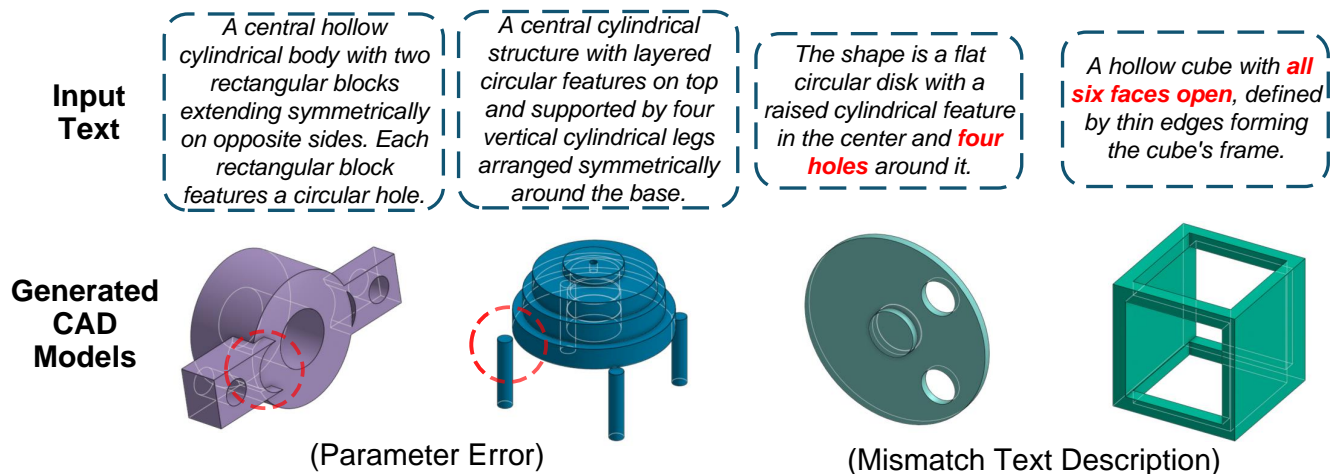 Input
Text
A central hollow
cylindrical body with two
rectangular blocks
extending symmetrically
on opposite sides. Each
rectangular block
features a circular hole.
A central cylindrical
structure with layered
circular features on top
and supported by four
vertical cylindrical legs
arranged symmetrically
around the base.
The shape is a flat
circular disk with a
raised cylindrical feature
in the center and four
holes around it.
A hollow cube with all
six faces open, defined
by thin edges forming
the cube's frame.
Generated
CAD
Models
(Parameter Error)
(Mismatch Text Description)